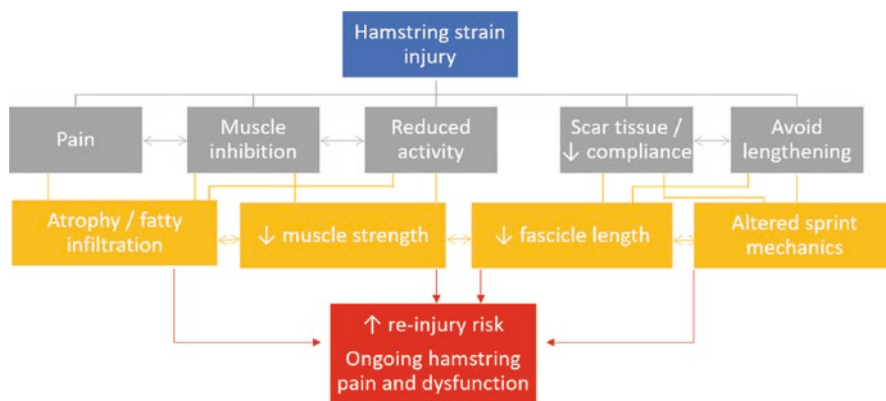 Hamstring strain
injury
Pain
Muscle
inhibition
Reduced
activity
Scar tissue /
↓ compliance
Avoid
lengthening
Atrophy / fatty
infiltration
↓ muscle strength
↓ fascicle length
Altered sprint
mechanics
↑ re-injury risk
Ongoing hamstring
pain and dysfunction